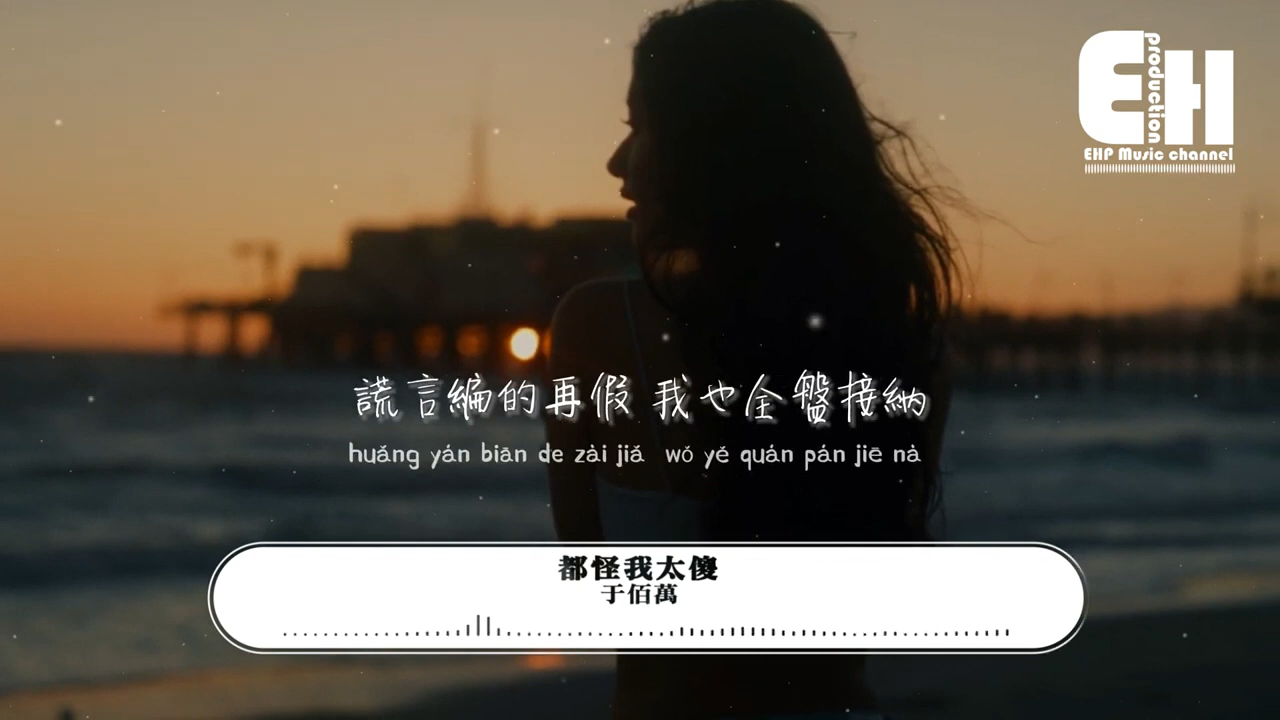 EH
production
EHP Music channel
謊言編的再假 我也全盤接納
huǎng yán biān de zài jiǎ wǒ yě quán pán jiē nà
都怪我太傻
于佰萬